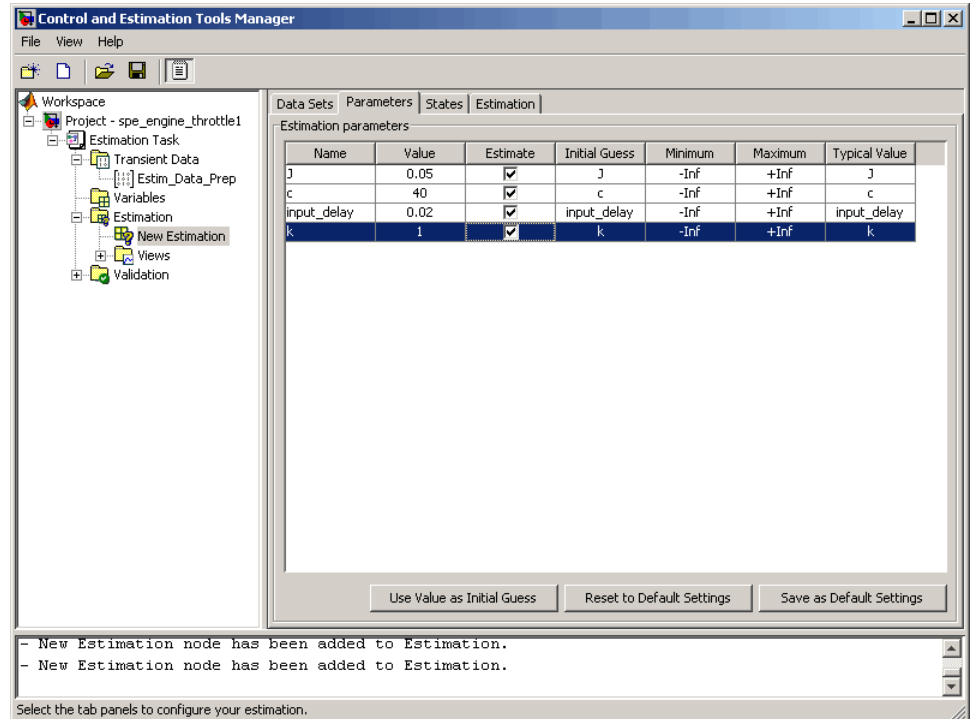 Control and Estimation Tools Manager
File View Help
Workspace
Project - spe_engine_throttle1
Estimation Task
Transient Data
Estim_Data_Prep
Variables
Estimation
New Estimation
Views
Validation
Data Sets Parameters States Estimation
Estimation parameters
Name Value Estimate Initial Guess Minimum Maximum Typical Value
J 0.05 J -Inf +Inf J
c 40 c -Inf +Inf c
input_delay 0.02 input_delay -Inf +Inf input_delay
k 1 k -Inf +Inf k
Use Value as Initial Guess Reset to Default Settings Save as Default Settings
- New Estimation node has been added to Estimation.
- New Estimation node has been added to Estimation.
Select the tab panels to configure your estimation.